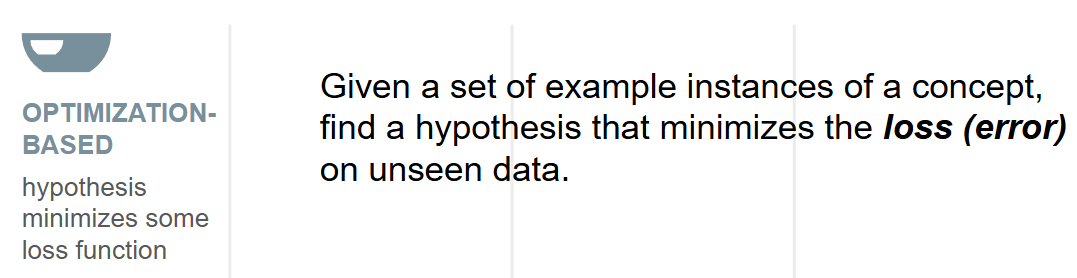 OPTIMIZATION-
BASED
hypothesis
minimizes some
loss function
Given a set of example instances of a concept,
find a hypothesis that minimizes the loss (error)
on unseen data.